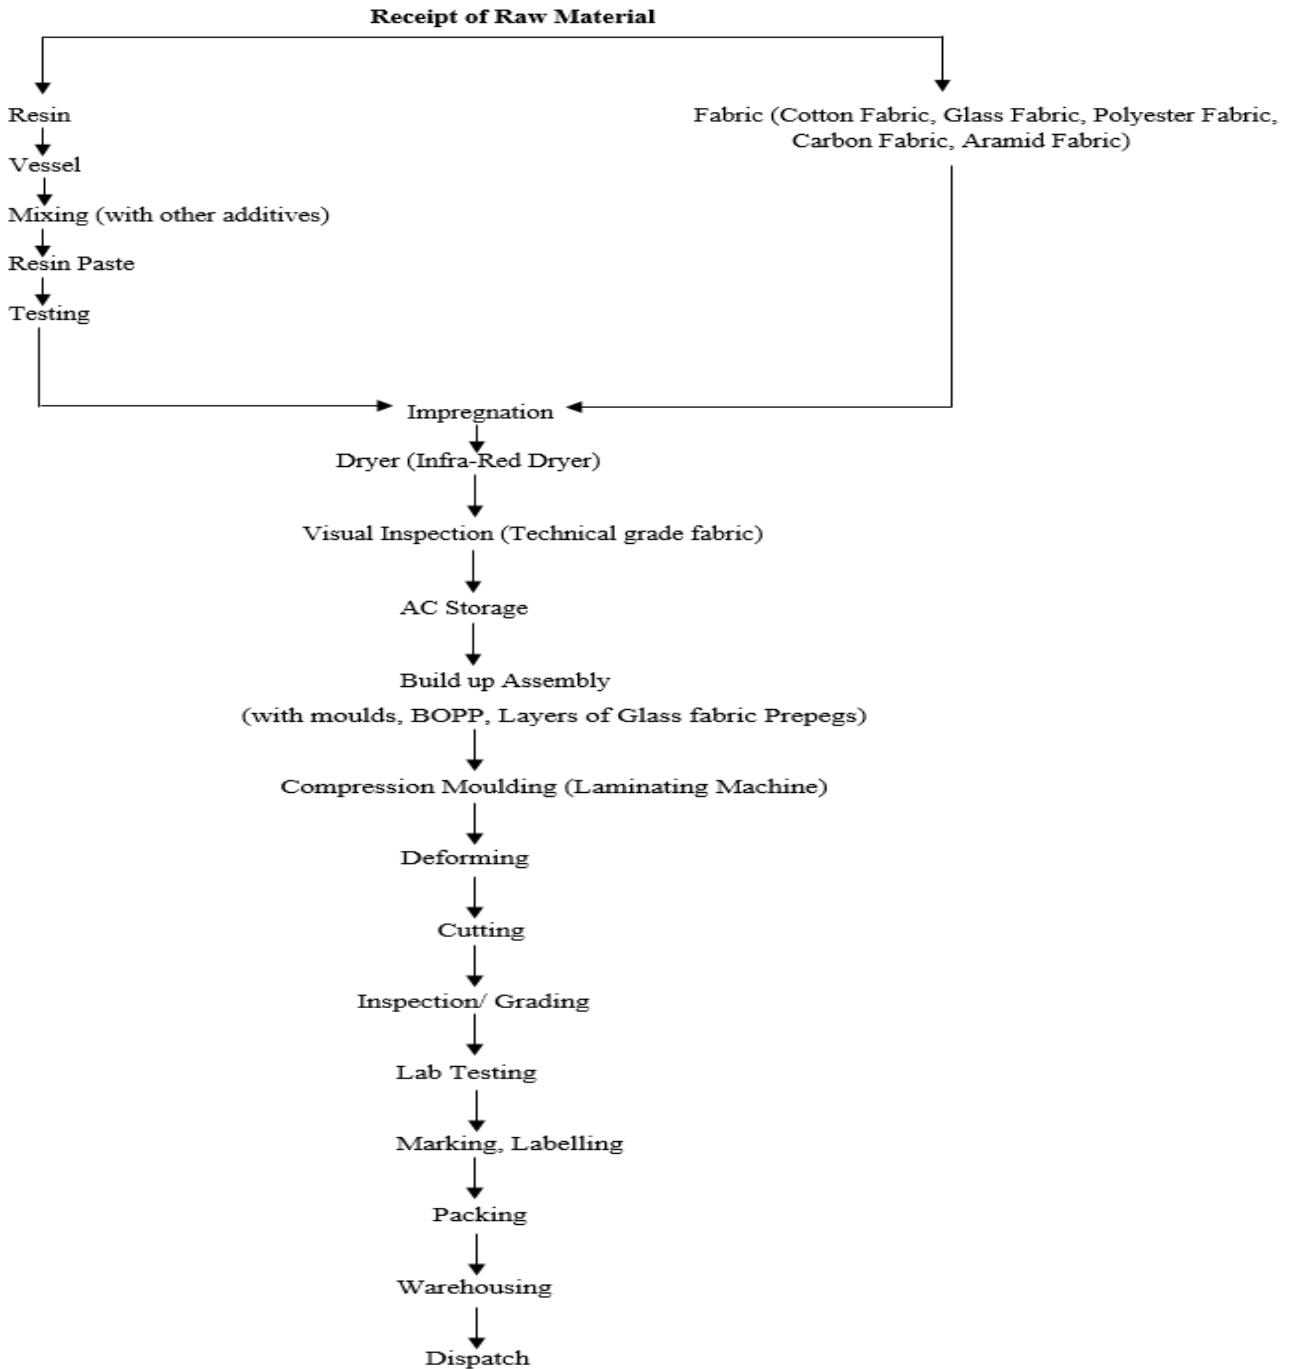 Receipt of Raw Material
Resin
Fabric (Cotton Fabric, Glass Fabric, Polyester Fabric,
Carbon Fabric, Aramid Fabric)
Vessel
Mixing (with other additives)
Resin Paste
Testing
Impregnation
Dryer (Infra-Red Dryer)
Visual Inspection (Technical grade fabric)
AC Storage
Build up Assembly
(with moulds, BOPP, Layers of Glass fabric Prepegs)
Compression Moulding (Laminating Machine)
Deforming
Cutting
Inspection/ Grading
Lab Testing
Marking, Labelling
Packing
Warehousing
Dispatch